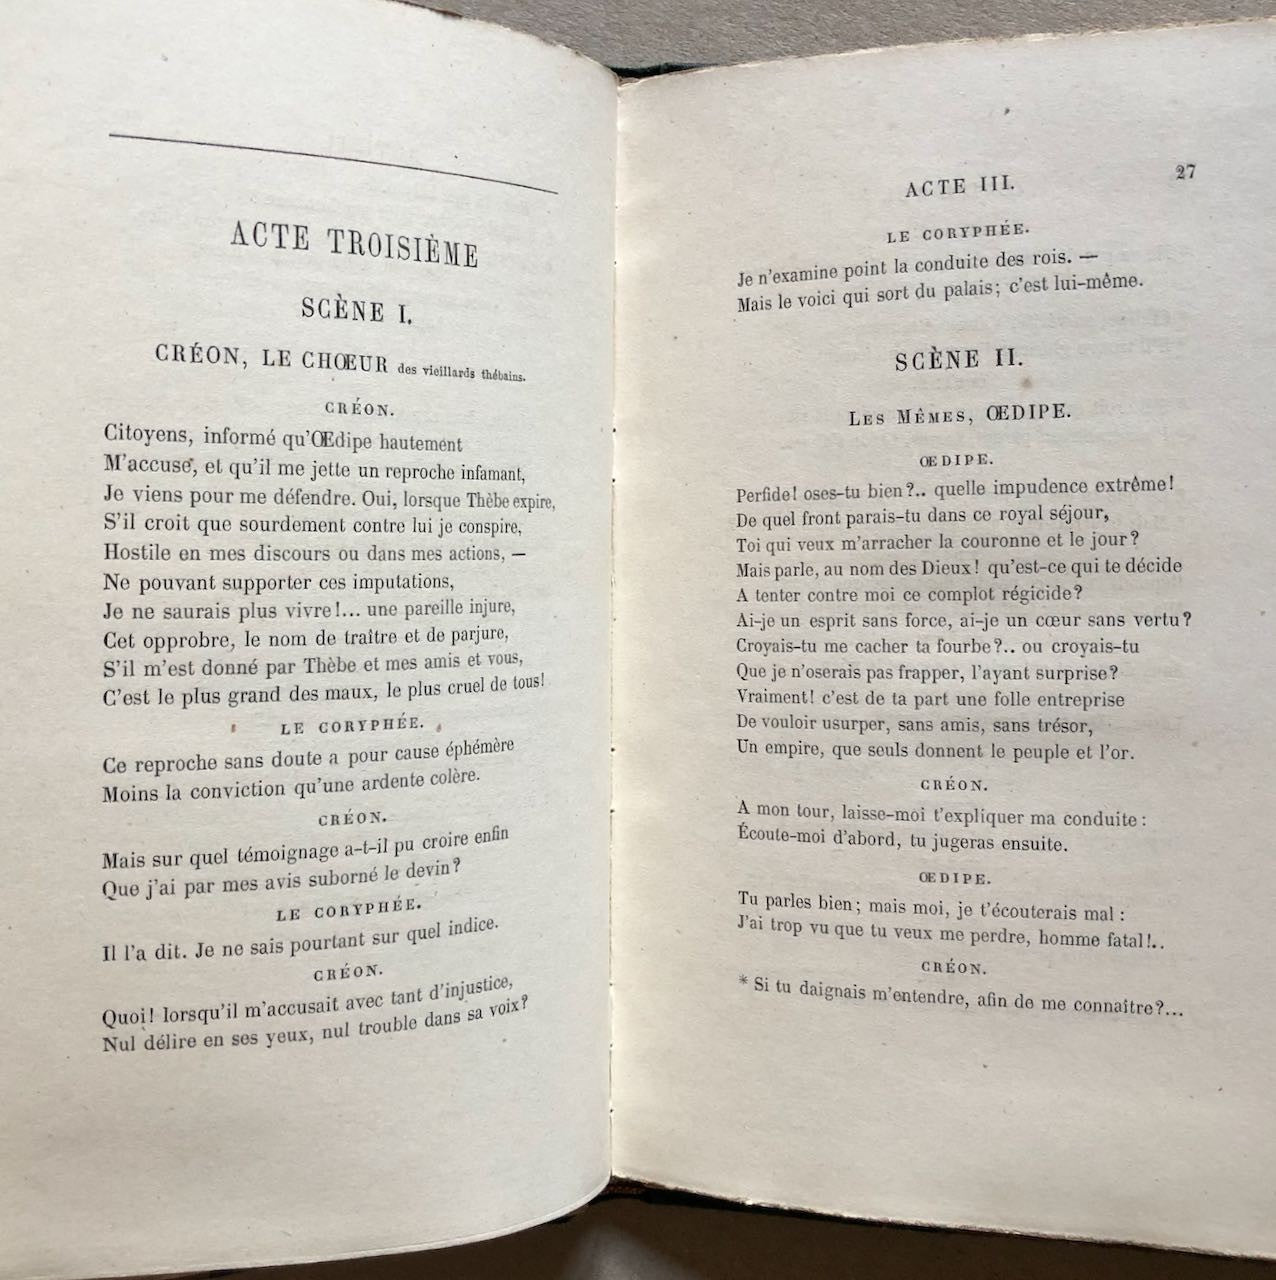 ACTE TROISIÈME
SCÈNE I.
CRÉON, LE CHŒUR des vieillards thébains.
CRÉON.
Citoyens, informé qu'Œdipe hautement
M'accuse, et qu'il me jette un reproche infamant,
Je viens pour me défendre. Oui, lorsque Thèbe expire,
S'il croit que sourdement contre lui je conspire,
Hostile en mes discours ou dans mes actions, —
Ne pouvant supporter ces imputations,
Je ne saurais plus vivre!... une pareille injure,
Cet opprobre, le nom de traître et de parjure,
S'il m'est donné par Thèbe et mes amis et vous,
C'est le plus grand des maux, le plus cruel de tous!
LE CORYPHÉE.
Ce reproche sans doute a pour cause éphémère
Moins la conviction qu'une ardente colère.
CRÉON.
Mais sur quel témoignage a-t-il pu croire enfin
Que j'ai par mes avis suborné le devin?
LE CORYPHÉE.
Il l'a dit. Je ne sais pourtant sur quel indice.
CRÉON.
Quoi! lorsqu'il m'accusait avec tant d'injustice,
Nul délire en ses yeux, nul trouble dans sa voix?
ACTE III. 27
LE CORYPHÉE.
Je n'examine point la conduite des rois. —
Mais le voici qui sort du palais; c'est lui-même.
SCÈNE II.
LES MÊMES, ŒDIPE.
ŒDIPE.
Perfide! oses-tu bien?.. quelle impudence extrême!
De quel front parais-tu dans ce royal séjour,
Toi qui veux m'arracher la couronne et le jour?
Mais parle, au nom des Dieux! qu'est-ce qui te décide
A tenter contre moi ce complot régicide?
Ai-je un esprit sans force, ai-je un cœur sans vertu?
Croyais-tu me cacher ta fourbe?.. ou croyais-tu
Que je n'oserais pas frapper, l'ayant surprise?
Vraiment! c'est de ta part une folle entreprise
De vouloir usurper, sans amis, sans trésor,
Un empire, que seuls donnent le peuple et l'or.
CRÉON.
A mon tour, laisse-moi t'expliquer ma conduite:
Écoute-moi d'abord, tu jugeras ensuite.
ŒDIPE.
Tu parles bien; mais moi, je t'écouterais mal:
J'ai trop vu que tu veux me perdre, homme fatal!..
CRÉON.
* Si tu daignais m'entendre, afin de me connaître?...